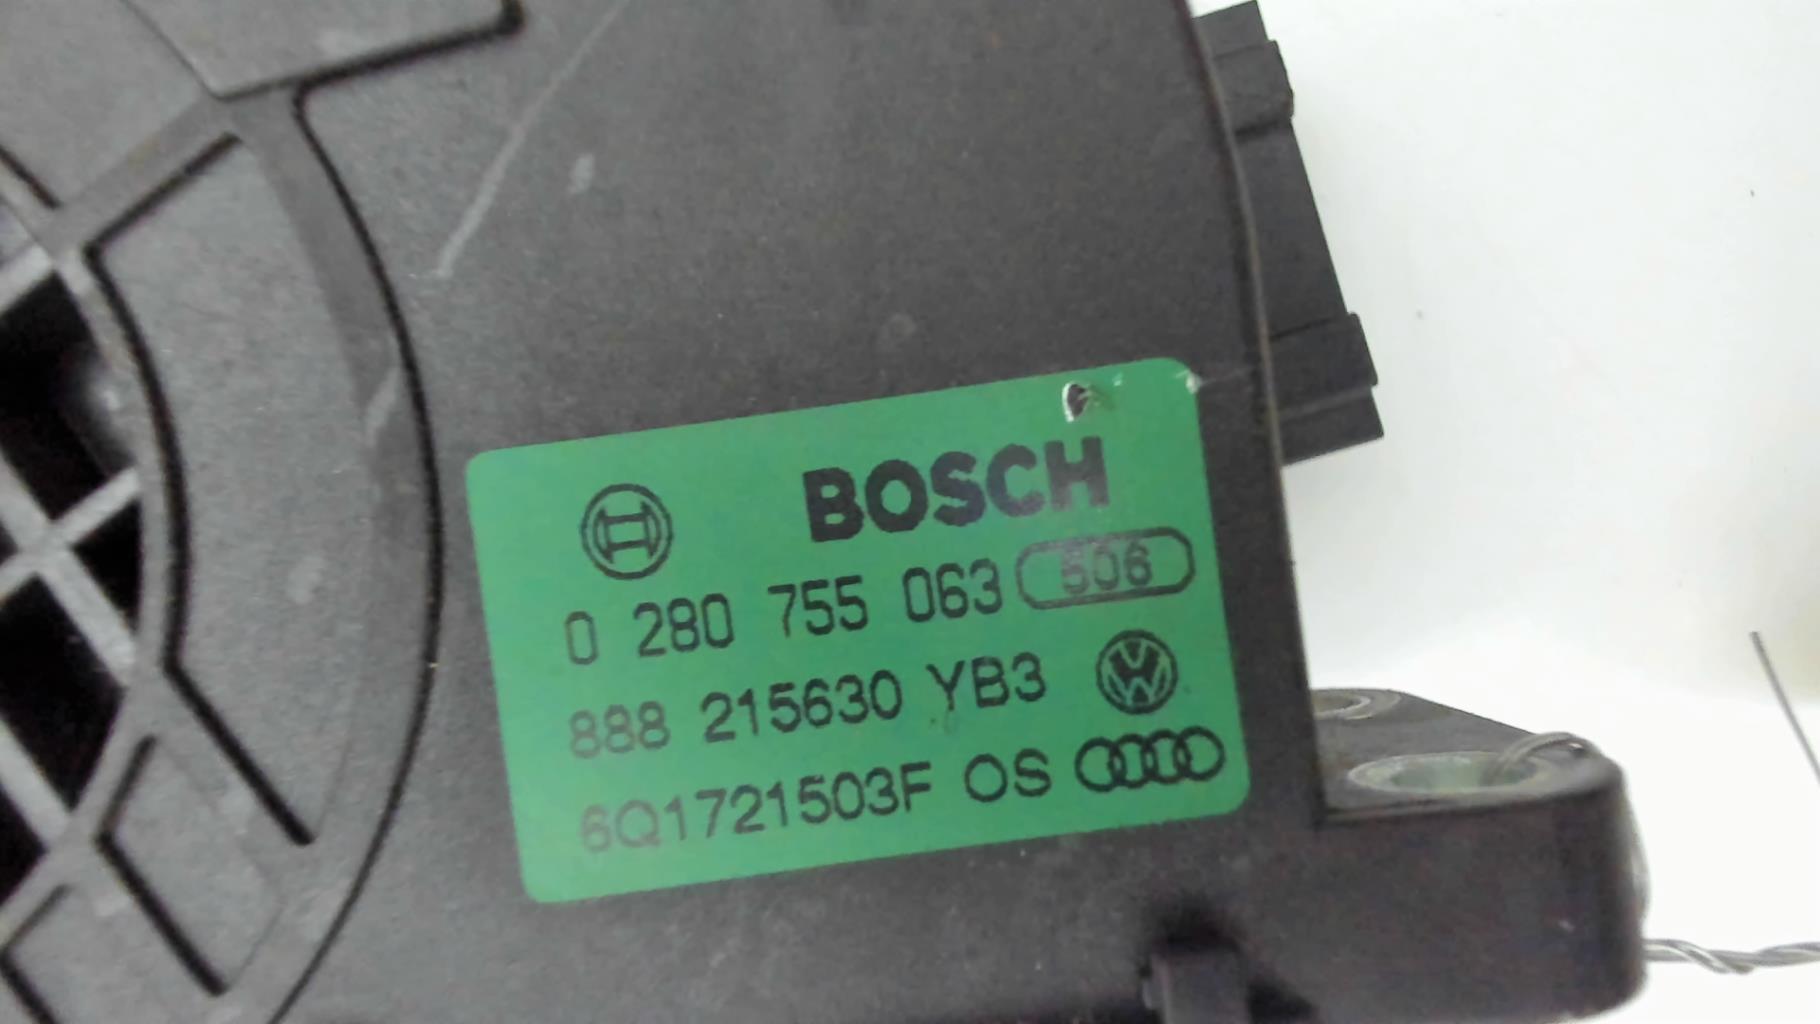 BOSCH
0 280 755 063 506
888 215630 YB3
6Q1721503F OS